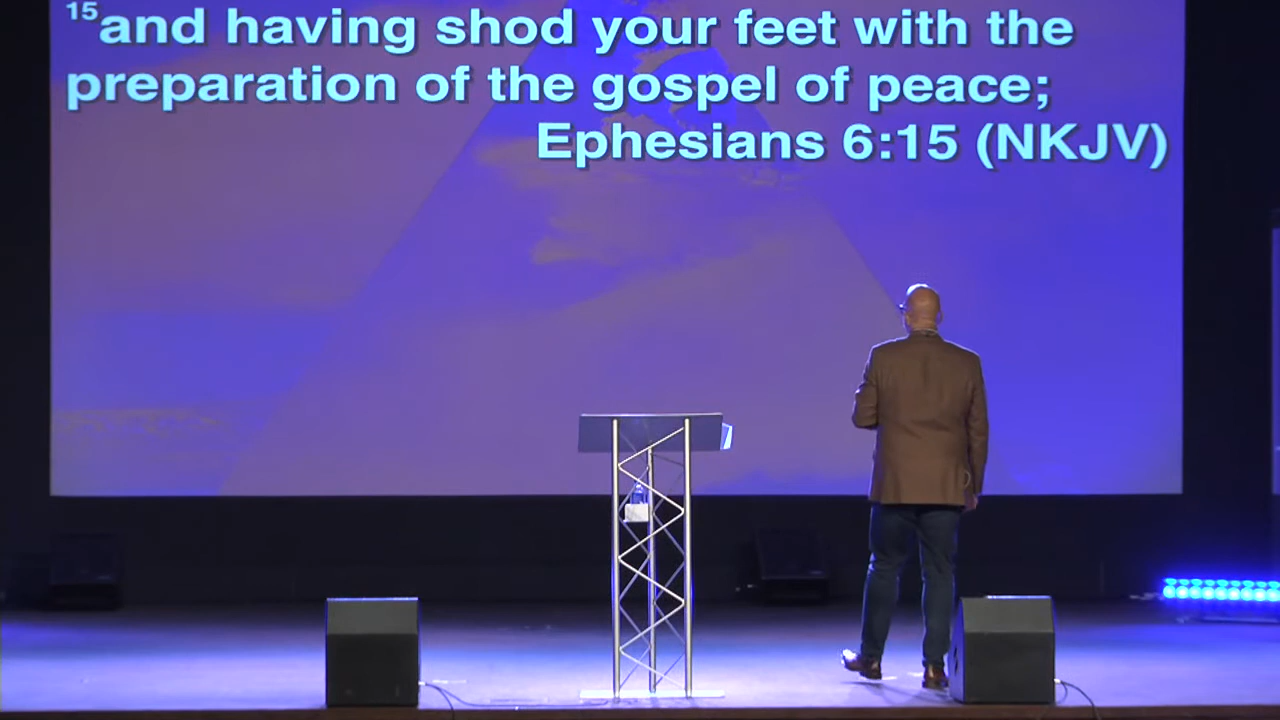 15and having shod your feet with the
preparation of the gospel of peace;
Ephesians 6:15 (NKJV)